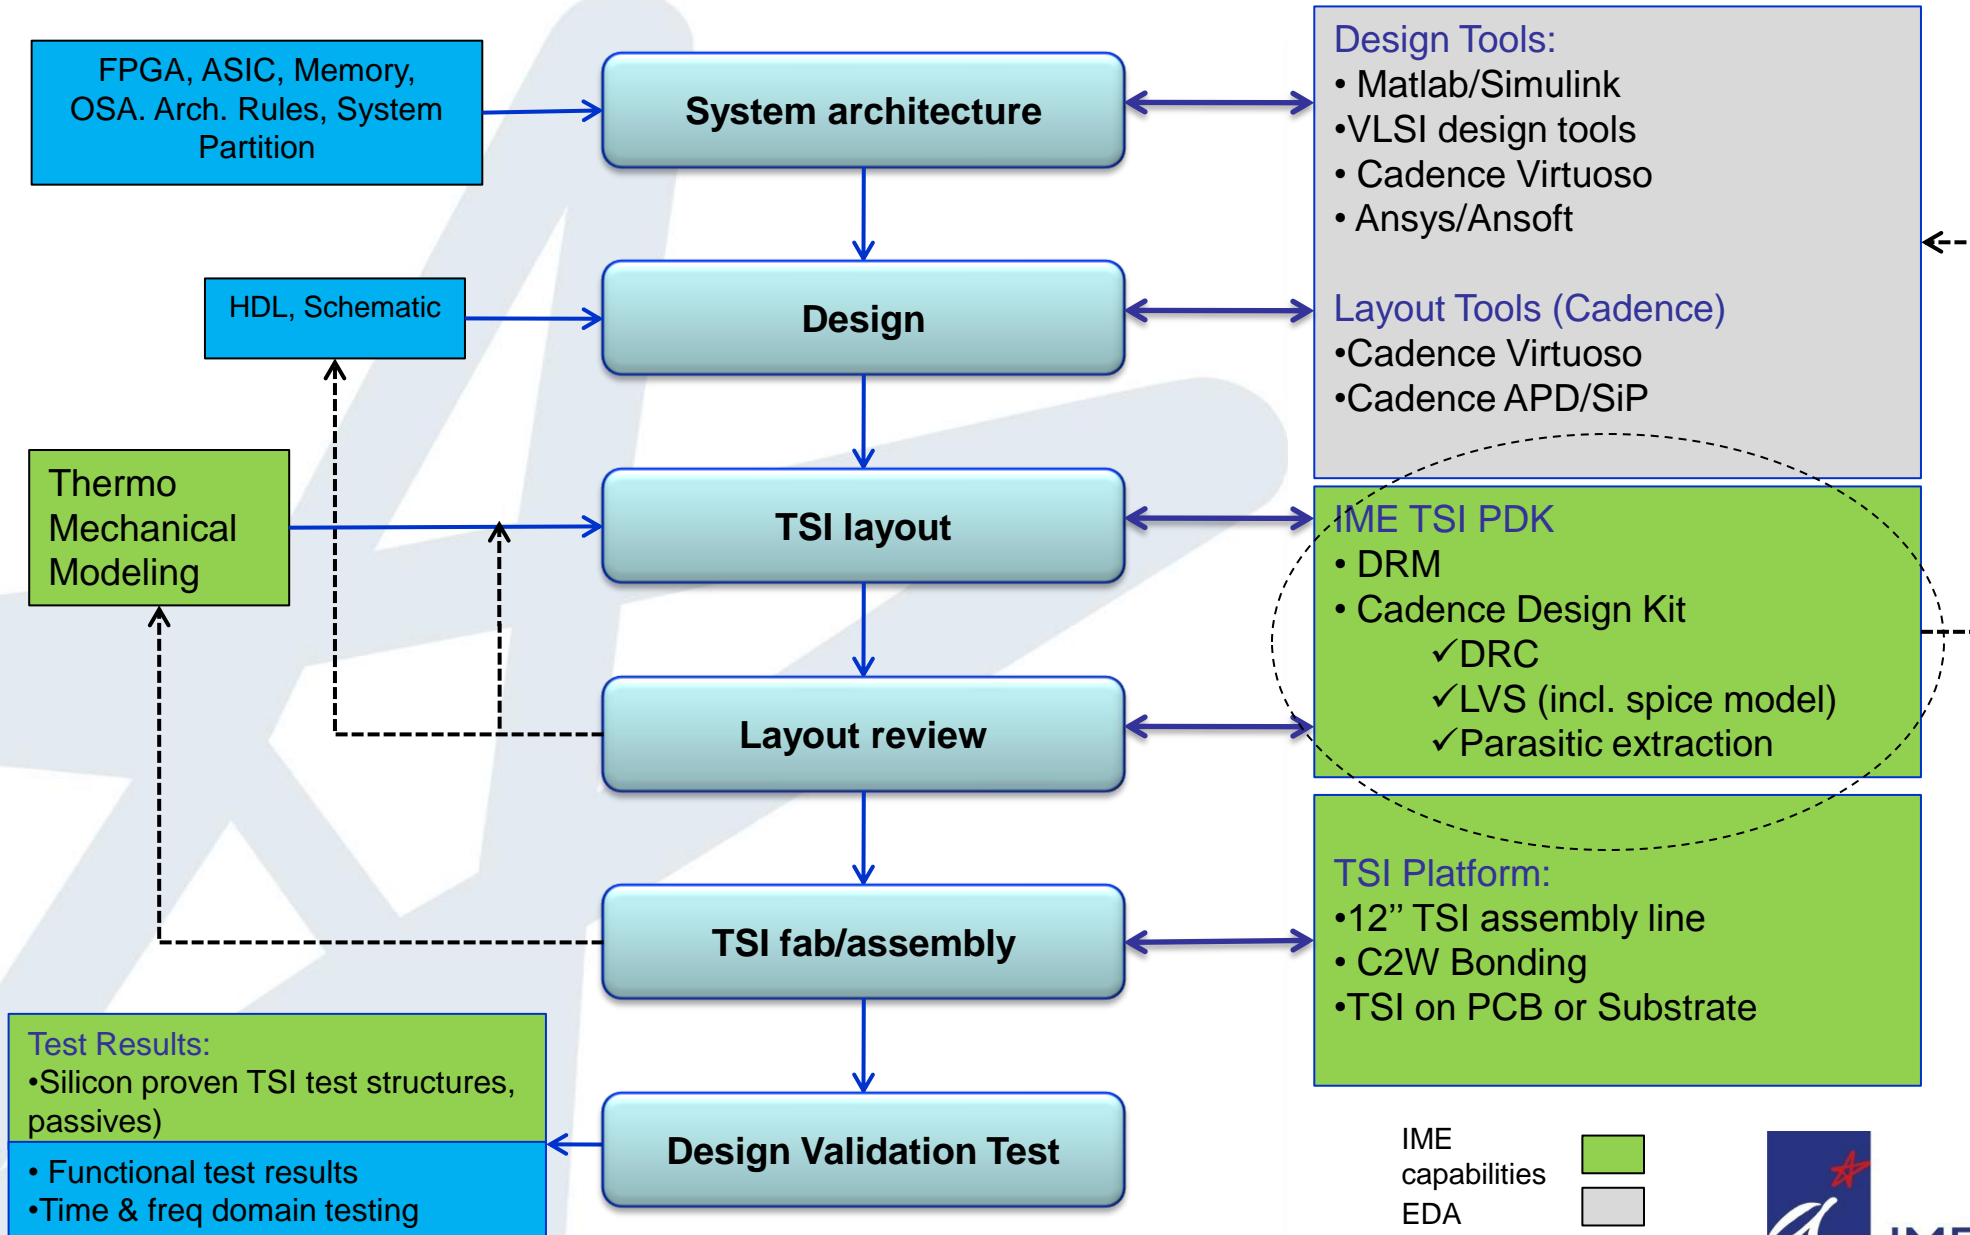 FPGA, ASIC, Memory,
OSA. Arch. Rules, System
Partition
System architecture
Design Tools:
• Matlab/Simulink
•VLSI design tools
• Cadence Virtuoso
• Ansys/Ansoft
HDL, Schematic
Design
Layout Tools (Cadence)
•Cadence Virtuoso
•Cadence APD/SiP
Thermo
Mechanical
Modeling
TSI layout
IME TSI PDK
• DRM
• Cadence Design Kit
✓DRC
✓LVS (incl. spice model)
✓Parasitic extraction
Layout review
TSI fab/assembly
TSI Platform:
•12’’ TSI assembly line
• C2W Bonding
•TSI on PCB or Substrate
Test Results:
•Silicon proven TSI test structures,
passives)
• Functional test results
•Time & freq domain testing
Design Validation Test
IME
capabilities
EDA